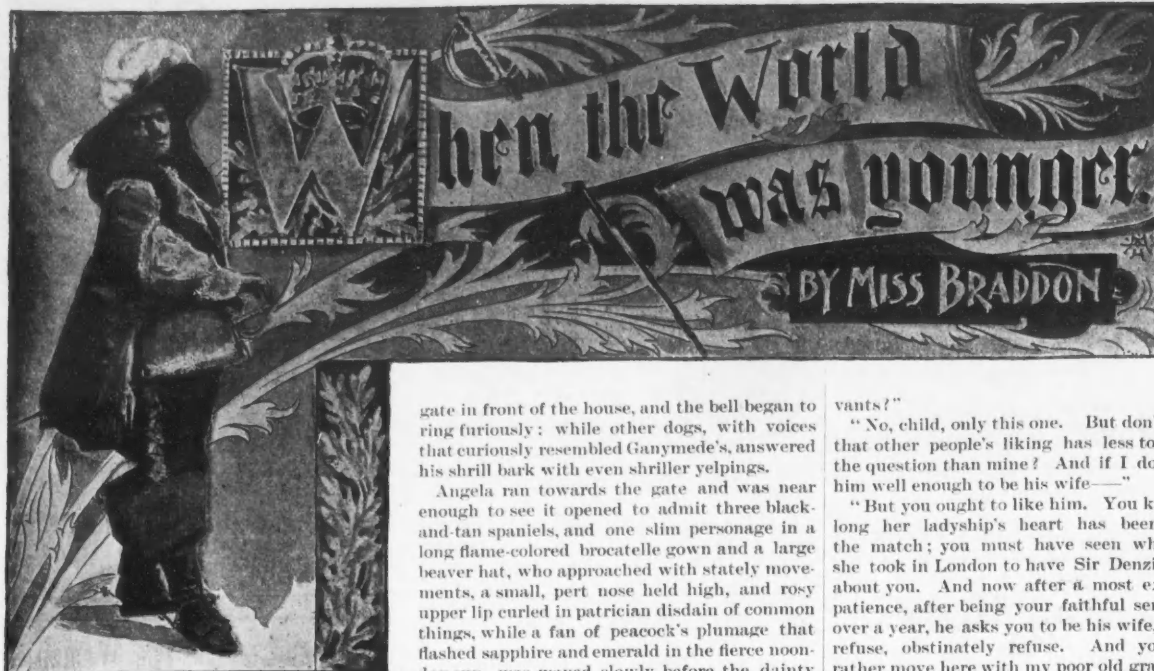 When the World
was younger.
BY MISS BRADDON
gate in front of the house, and the bell began to
ring furiously: while other dogs, with voices
that curiously resembled Ganymede's, answered
his shrill bark with even shriller yelpings.
Angela ran towards the gate and was near
enough to see it opened to admit three black-
and-tan spaniels, and one slim personage in a
long flame-colored brocatelle gown and a large
beaver hat, who approached with stately move-
ments, a small, pert nose held high, and rosy
upper lip curled in patrician disdain of common
things, while a fan of peacock's plumage that
flashed sapphire and emerald in the fierce noon-
waved slowly before the dainty
vants?"
"No, child, only this one. But don'
that other people's liking has less to
the question than mine? And if I do
him well enough to be his wife—"
"But you ought to like him. You k
long her ladyship's heart has been
the match; you must have seen wh
she took in London to have Sir Denzi
about you. And now after a most e
patience, after being your faithful ser
over a year, he asks you to be his wife,
refuse, obstinately refuse. And yo
rather move here with my poor old gra